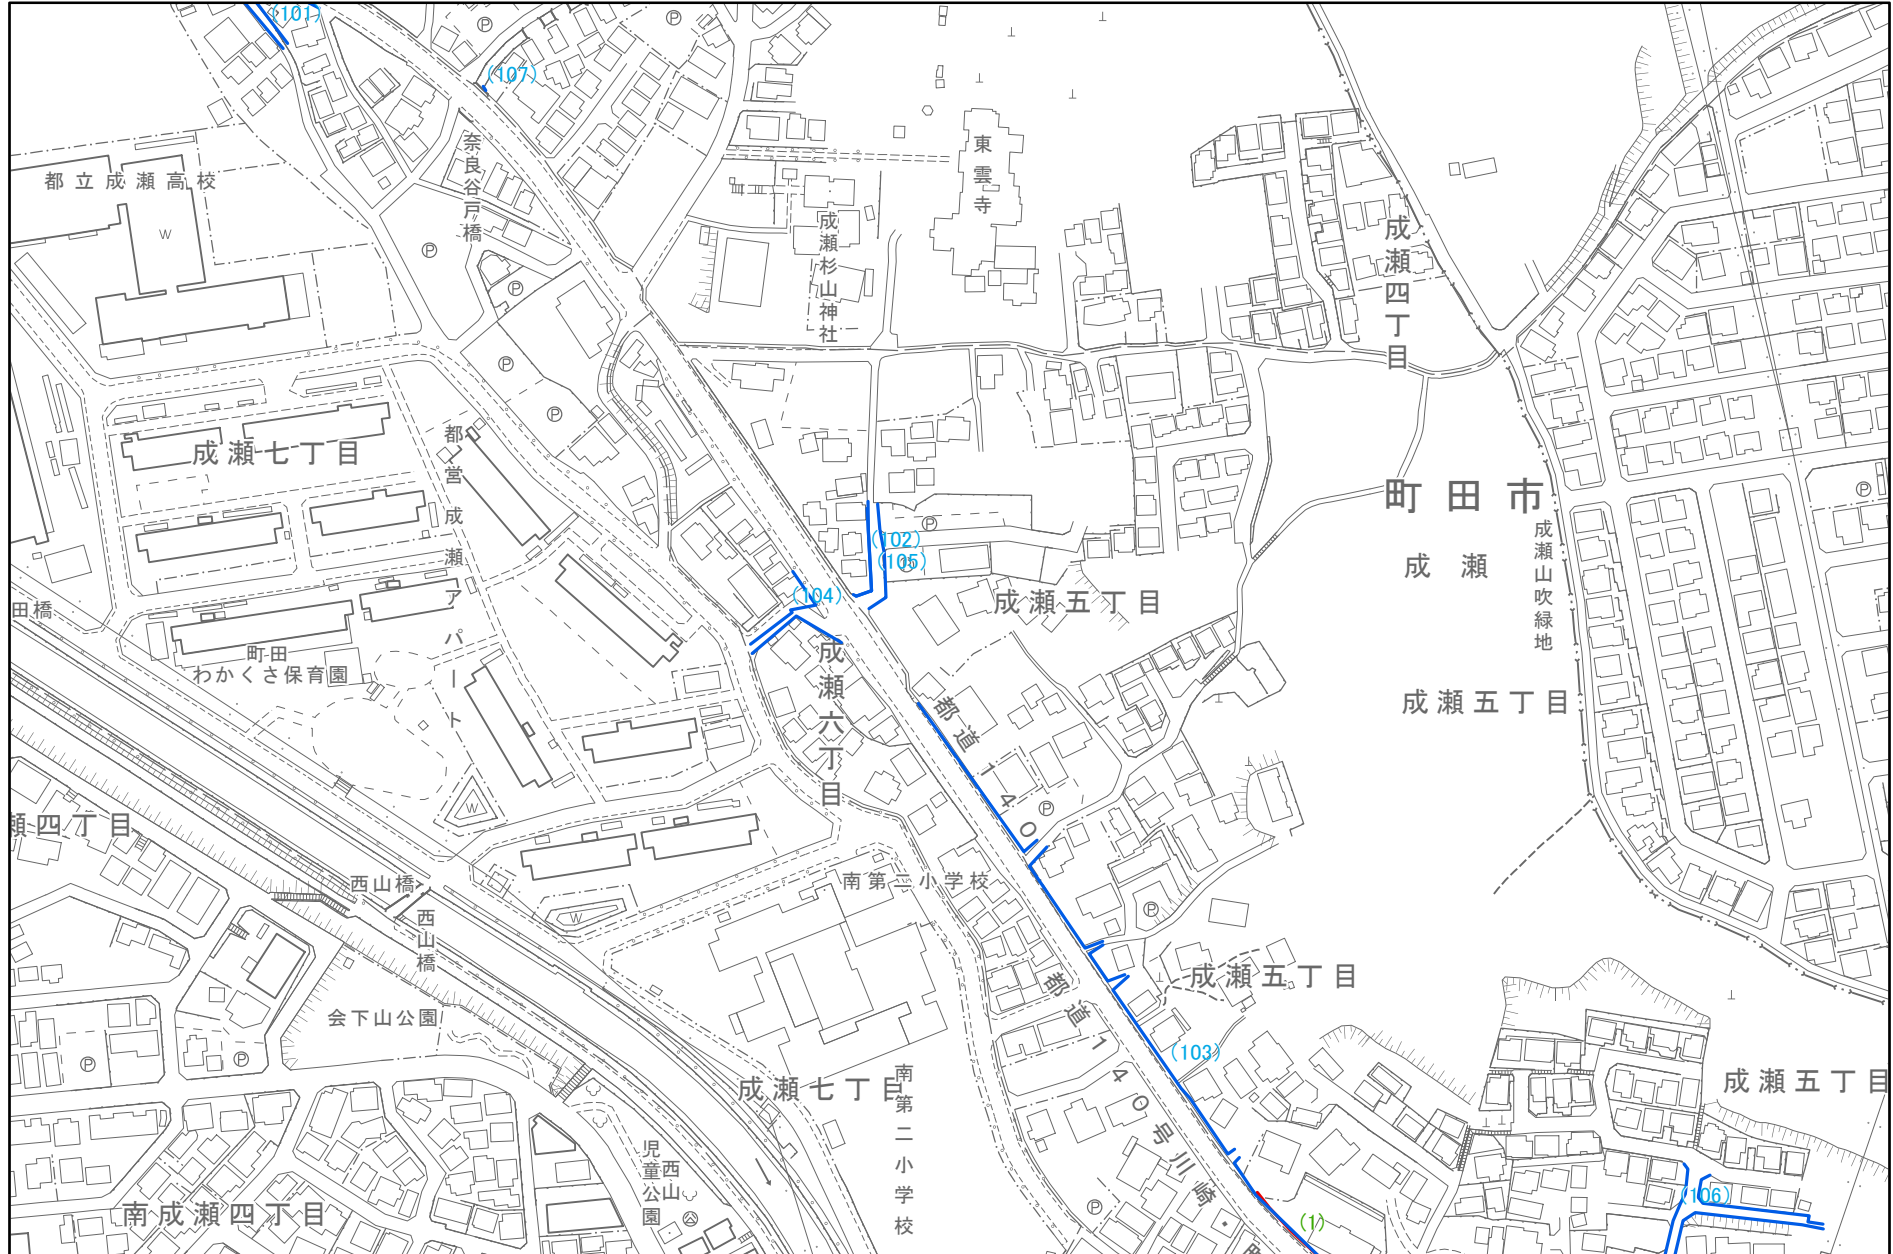 (101)
(107)
奈良谷戸橋
都立成瀬高校
W
東雲寺
成瀬杉山神社
成瀬四丁目
成瀬七丁目
都営成瀬アパート
町田市
成瀬
成瀬山吹緑地
(102)
(105)
(104)
成瀬五丁目
田橋
町田
わかくさ保育園
成瀬六丁目
成瀬五丁目
都道140
W
瀬四丁目
西山橋
西山橋
南第二小学校
W
成瀬五丁目
会下山公園
都道140号川崎・
(103)
成瀬七丁目
南第二小学校
成瀬五丁目
西山
児童公園
南成瀬四丁目
(106)
(1)
P
P
P
P
P
P
P
P
P
P
P
P
P
P